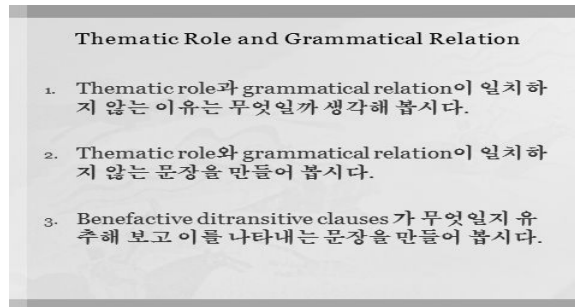 Thematic Role and Grammatical Relation
1. Thematic role과 grammatical relation이 일치하
지 않는 이유는 무엇일까 생각해 봅시다.
2. Thematic role와 grammatical relation이 일치하
지 않는 문장을 만들어 봅시다.
3. Benefactive ditransitive clauses 가 무엇일지 유
추해 보고 이를 나타내는 문장을 만들어 봅시다.